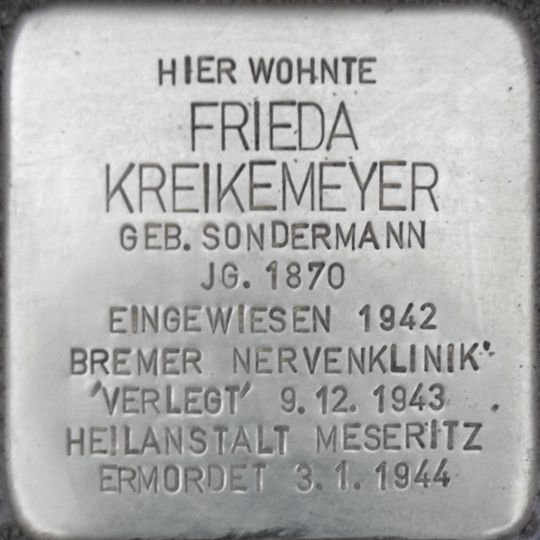 HIER WOHNTE
FRIEDA
KREIKEMEYER
GEB. SONDERMANN
JG. 1870
EINGEWIESEN 1942
BREMER NERVENKLINIK
'VERLEGT' 9.12.1943
HEILANSTALT MESERITZ
ERMORDET 3.1.1944